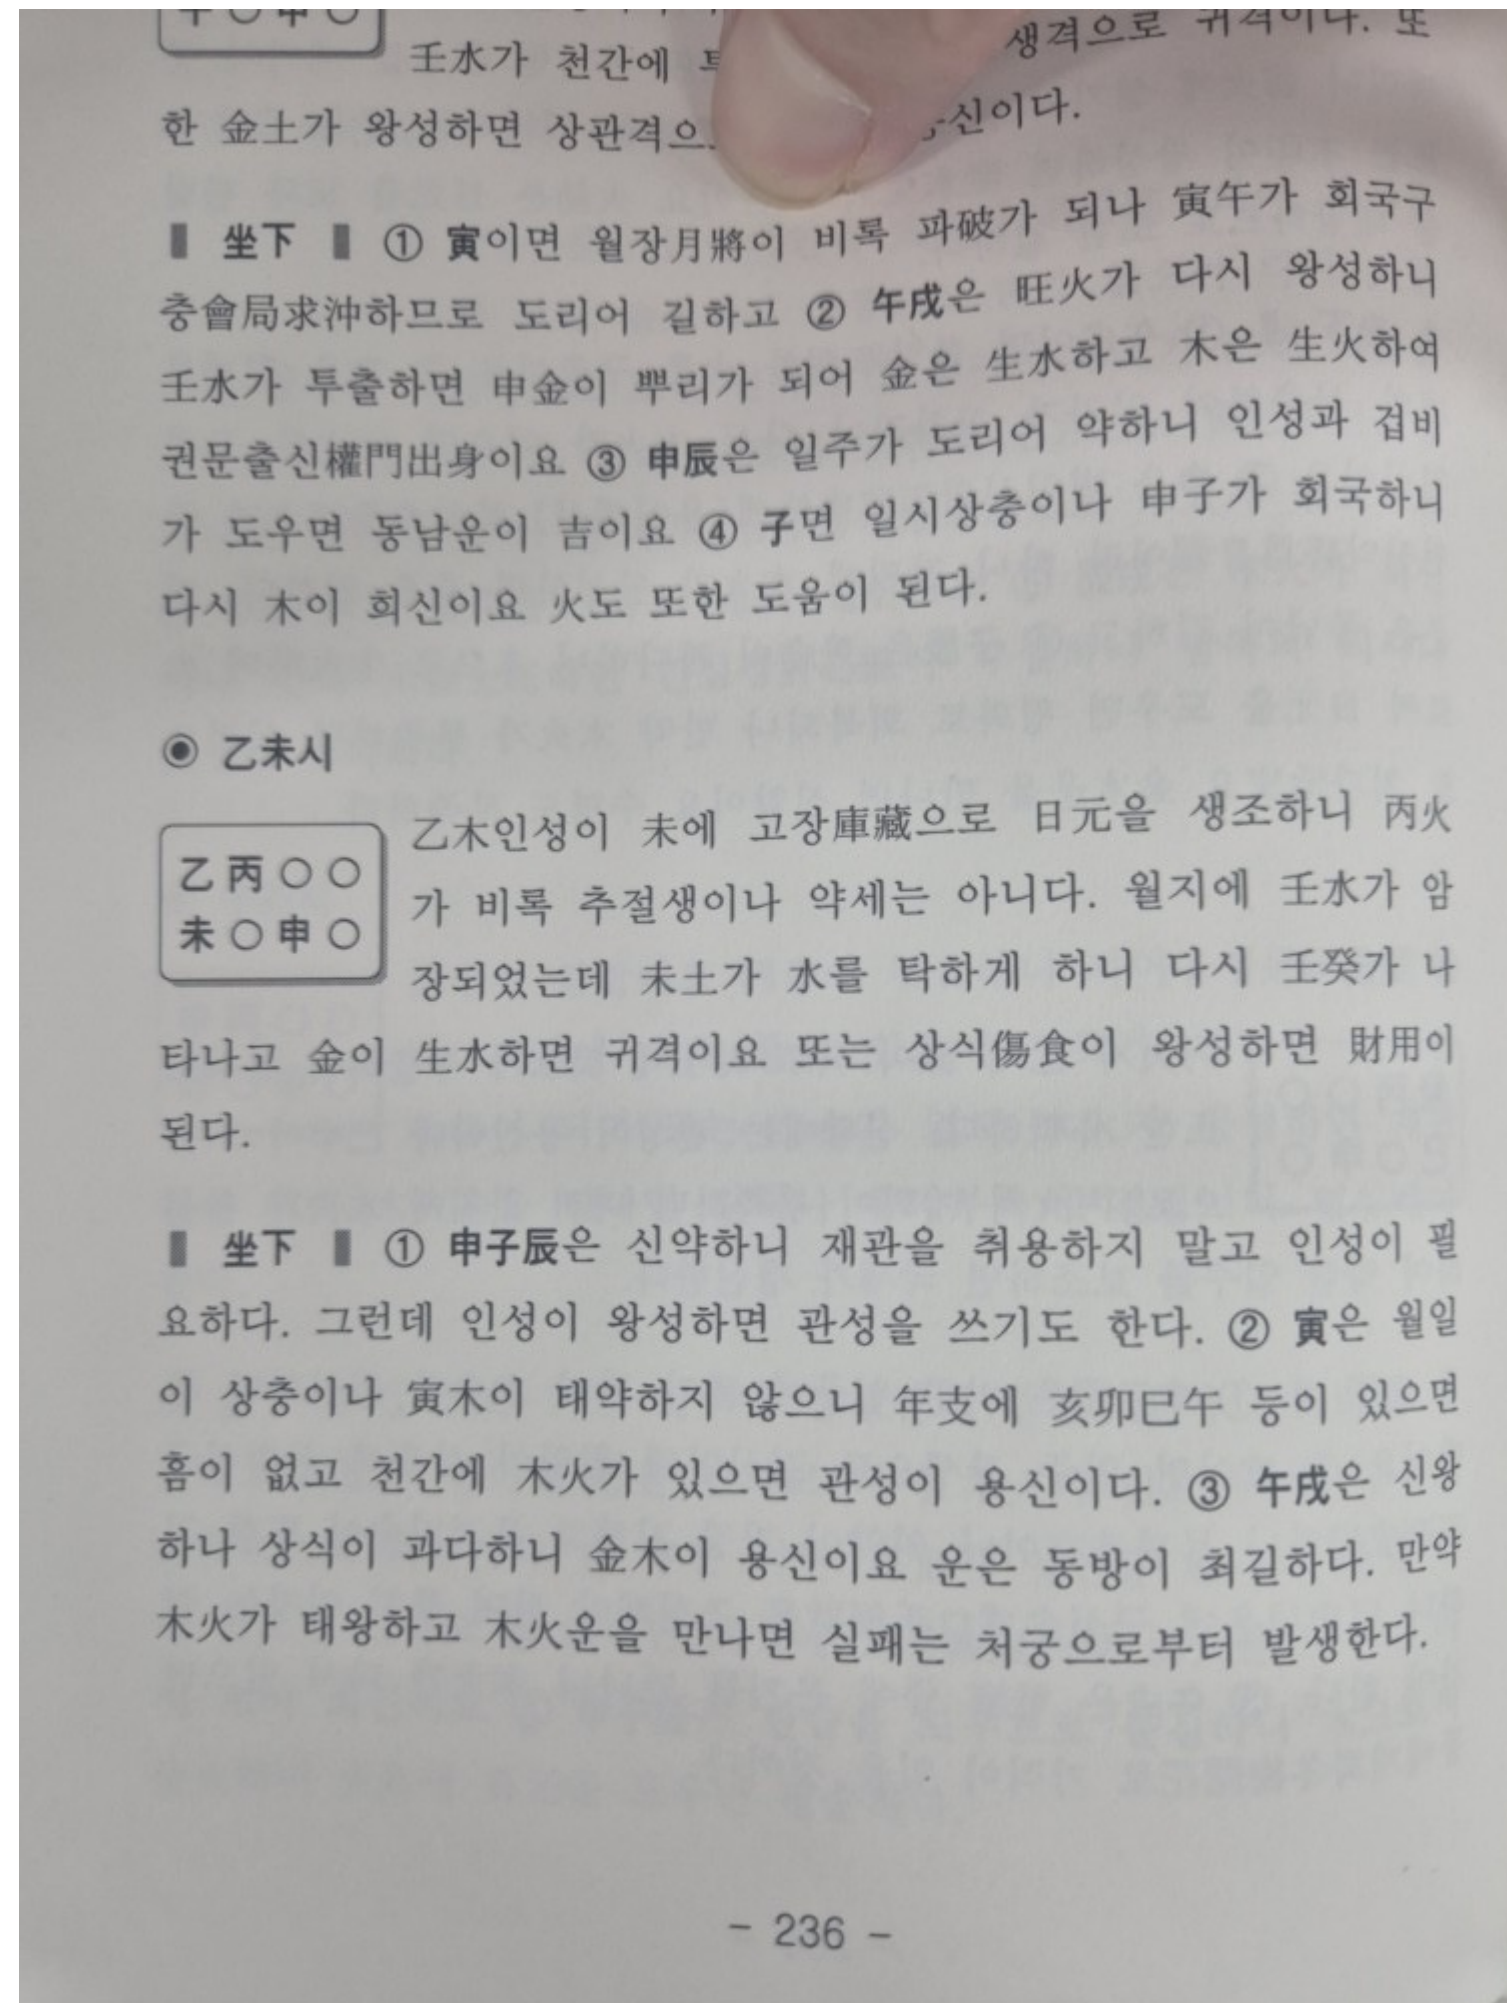 壬水가 천간에
생격으로 귀격이다. 또
한 金土가 왕성하면 상관격으
신이다.
▮ 坐下 ▮ ① 寅이면 월장月將이 비록 파破가 되나 寅午가 회국구
충會局求沖하므로 도리어 길하고 ② 午戌은 旺火가 다시 왕성하니
壬水가 투출하면 申金이 뿌리가 되어 金은 生水하고 木은 生火하여
권문출신權門出身이요 ③ 申辰은 일주가 도리어 약하니 인성과 겁비
가 도우면 동남운이 吉이요 ④ 子면 일시상충이나 申子가 회국하니
다시 木이 희신이요 火도 또한 도움이 된다.
◉ 乙未시
乙丙○○
未○申○
乙木인성이 未에 고장庫藏으로 日元을 생조하니 丙火
가 비록 추절생이나 약세는 아니다. 월지에 壬水가 암
장되었는데 未土가 水를 탁하게 하니 다시 壬癸가 나
타나고 金이 生水하면 귀격이요 또는 상식傷食이 왕성하면 財用이
된다.
▮ 坐下 ▮ ① 申子辰은 신약하니 재관을 취용하지 말고 인성이 필
요하다. 그런데 인성이 왕성하면 관성을 쓰기도 한다. ② 寅은 월일
이 상충이나 寅木이 태약하지 않으니 年支에 亥卯巳午 등이 있으면
흠이 없고 천간에 木火가 있으면 관성이 용신이다. ③ 午戌은 신왕
하나 상식이 과다하니 金木이 용신이요 운은 동방이 최길하다. 만약
木火가 태왕하고 木火운을 만나면 실패는 처궁으로부터 발생한다.
- 236 -